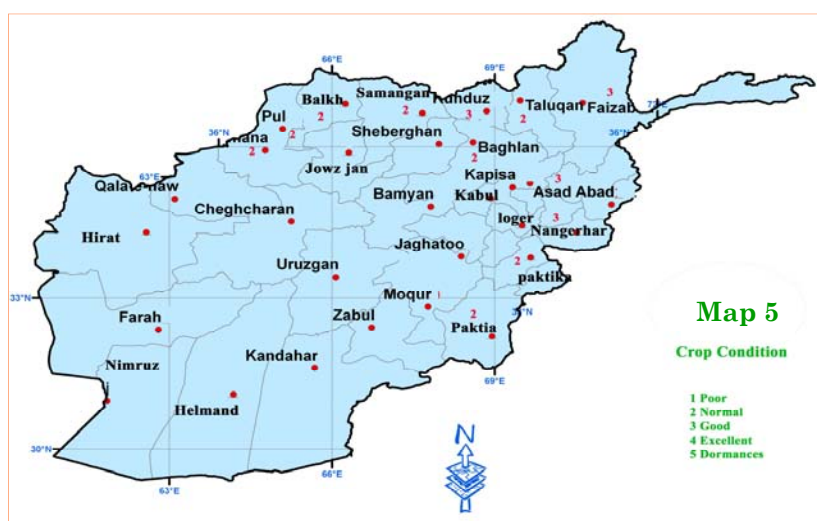 66°E
69°E
Samangan
Kunduz
3
Balkh
Taluqan
Faizab
72°E
2
2
3
2
Pul
2
36°N
mana
2
Sheberghan
Baghlan
2
36°N
Jowz jan
63°E
Kapisa
3
Qala
Asad Abad
Bamyan
Kabul
Cheghcharan
loger
3
Hirat
Nangerhar
Jaghatoo
2
Uruzgan
paktika
33°N
Moqur
Map 5
Zabul
2
Farah
Paktia
Crop Condition
Kandahar
Nimruz
69°E
1 Poor
2 Normal
3 Good
4 Excellent
5 Dormances
Helmand
N
30°N
66°E
63°E